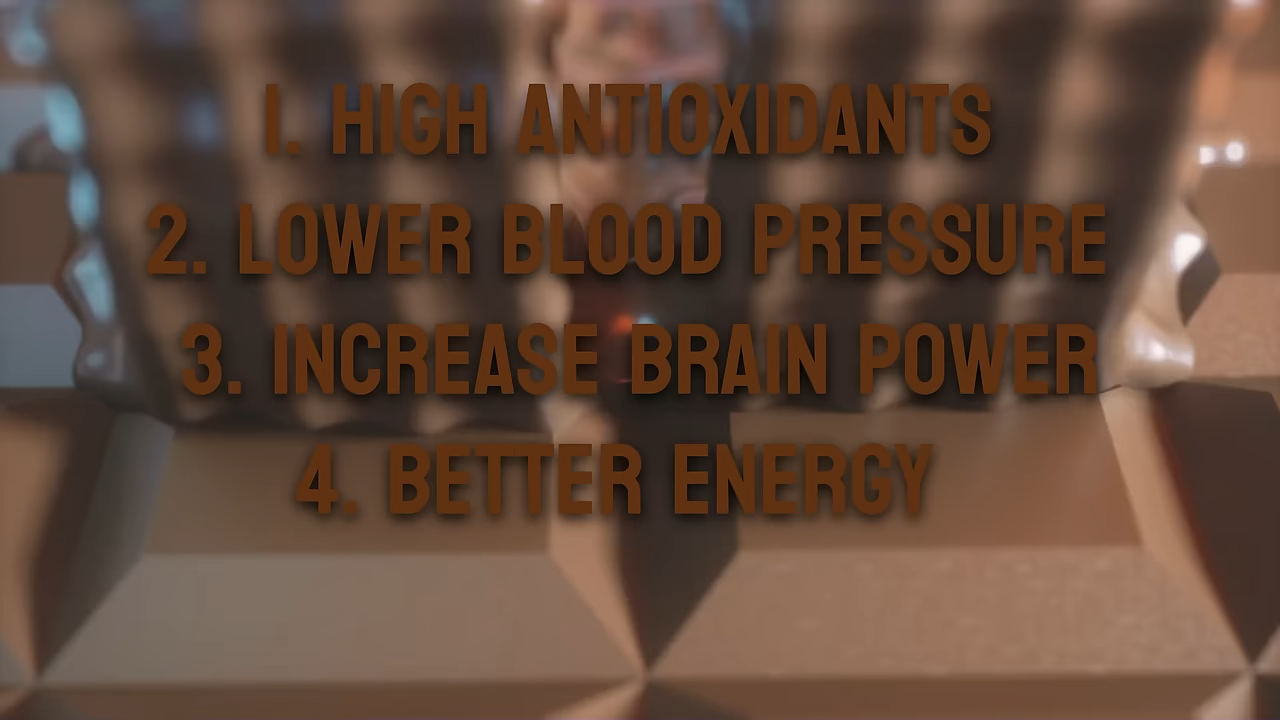 1. HIGH ANTIOXIDANTS
2. LOWER BLOOD PRESSURE
3. INCREASE BRAIN POWER
4. BETTER ENERGY